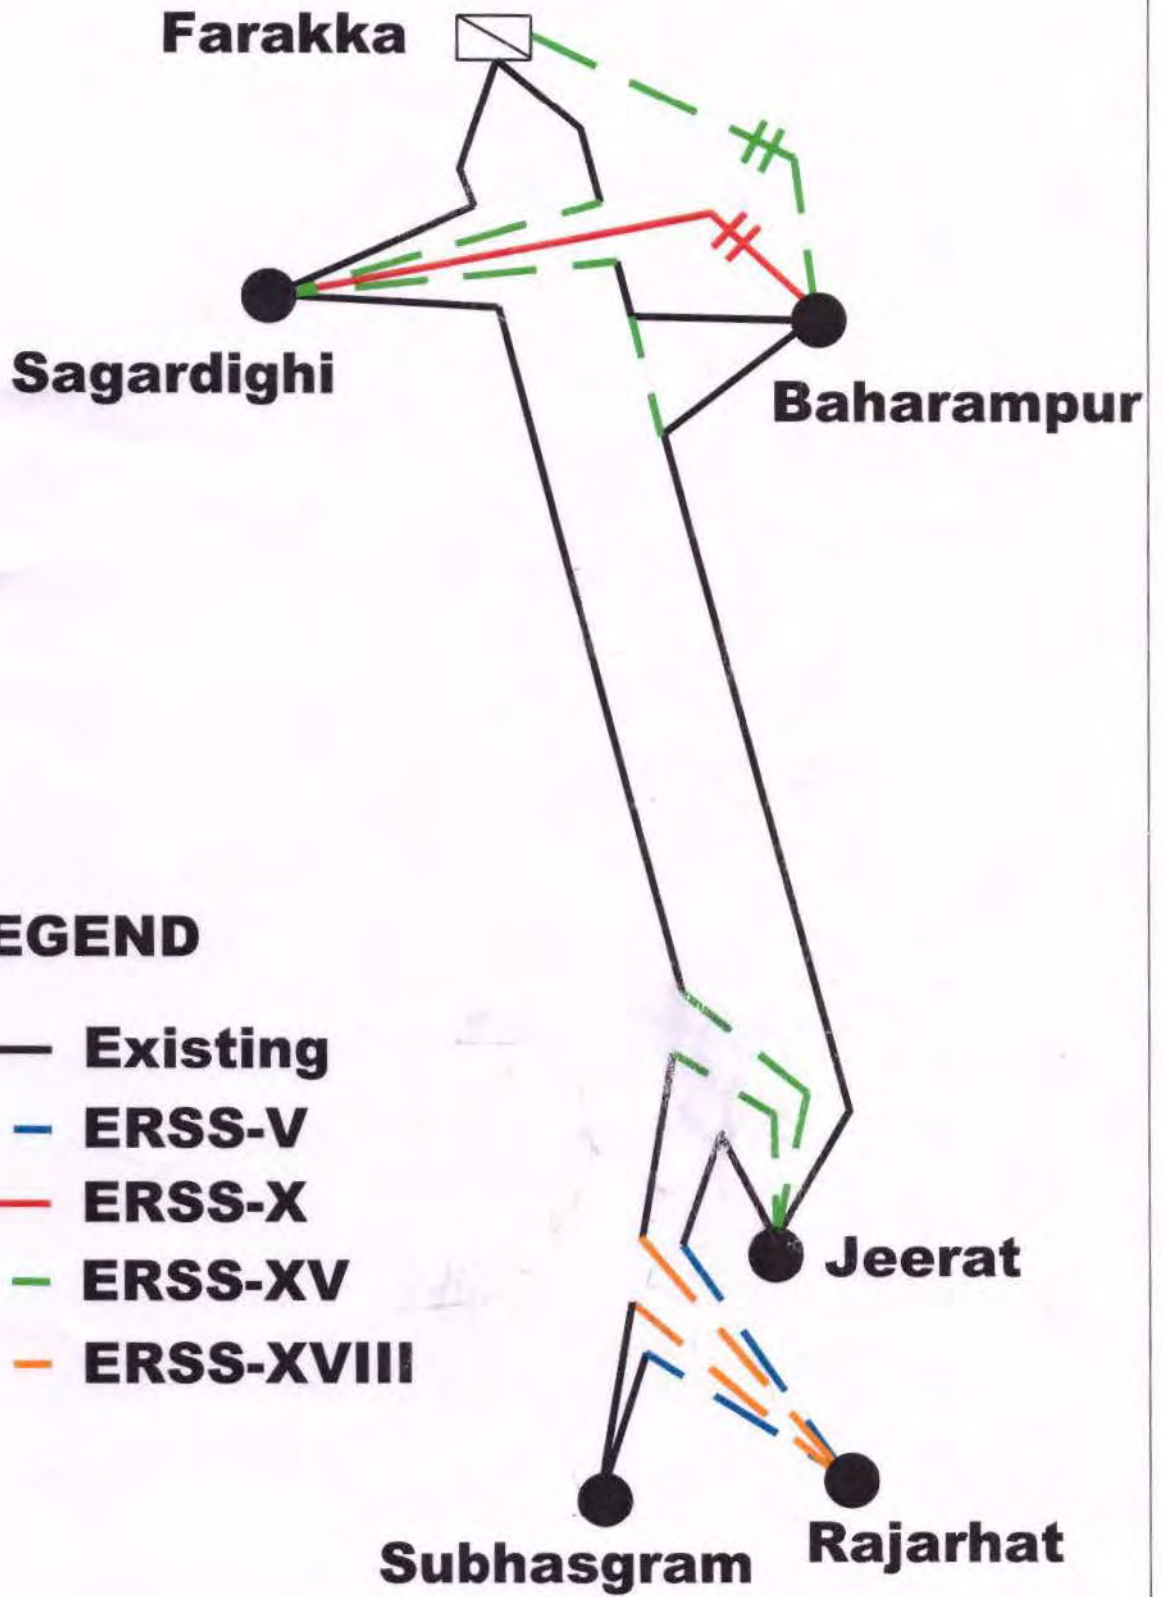 Farakka
Sagardighi
Baharampur
EGEND
Existing
ERSS-V
ERSS-X
ERSS-XV
ERSS-XVIII
Jeerat
Rajarhat
Subhasgram